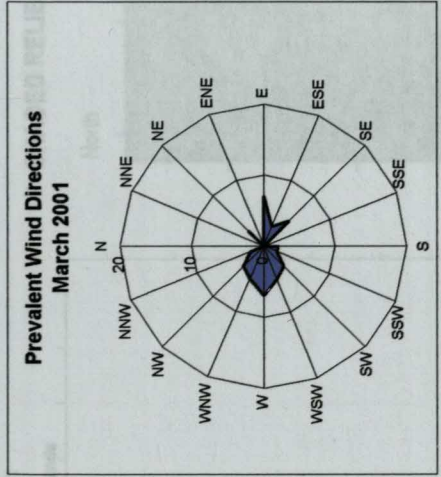 Prevalent Wind Directions
March 2001
N
NNE
NE
ENE
E
ESE
SE
SSE
S
SSW
SW
WSW
W
WNW
NW
NNW
20
10
0